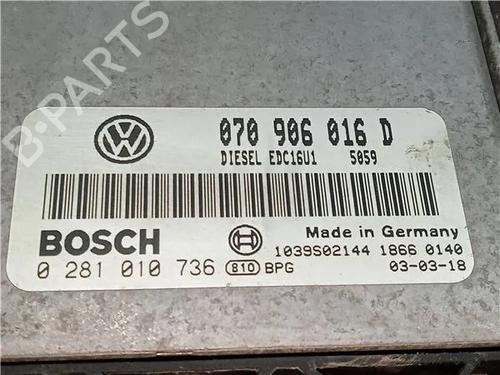 B-PARTS
070 906 016 D
DIESEL EDC16U1 5059
BOSCH
Made in Germany
1039S02144 1866 0140
0 281 010 736 810 BPG 03-03-18